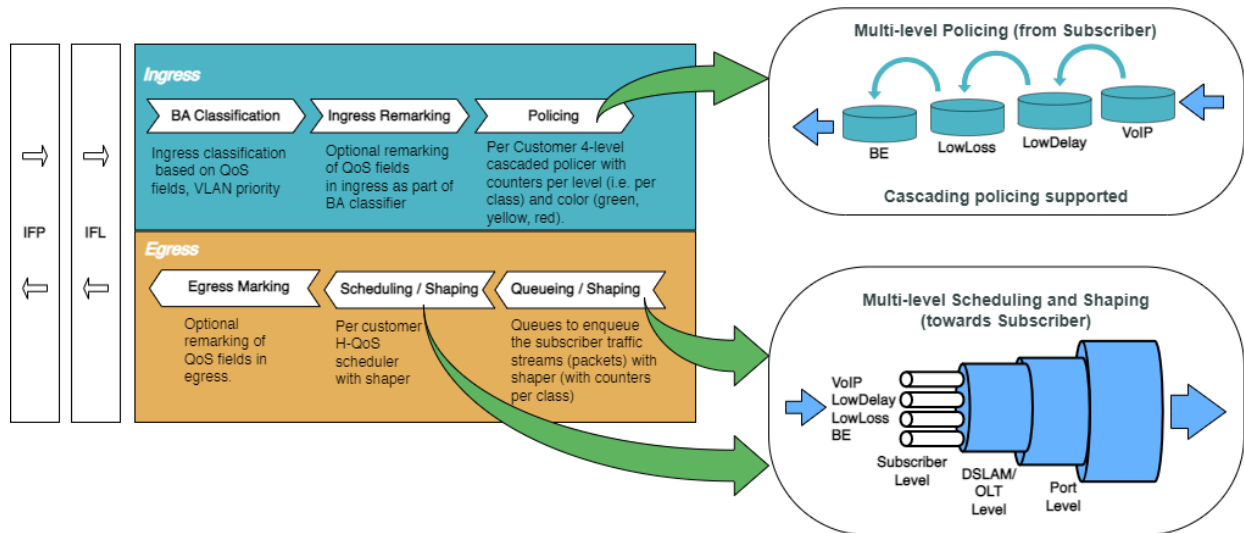 IFP
IFL
Ingress
BA Classification
Ingress classification
based on QoS
fields, VLAN priority
Ingress Remarking
Optional remarking
of QoS fields
in ingress as part of
BA classifier
Policing
Per Customer 4-level
cascaded policer with
counters per level (i.e. per
class) and color (green,
yellow, red).
Egress
Egress Marking
Optional
remarking of
QoS fields in
egress.
Scheduling / Shaping
Per customer
H-QoS
scheduler
with shaper
Queueing / Shaping
Queues to enqueue
the subscriber traffic
streams (packets) with
shaper (with counters
per class)
Multi-level Policing (from Subscriber)
BE
LowLoss
LowDelay
VoIP
Cascading policing supported
Multi-level Scheduling and Shaping
(towards Subscriber)
VoIP
LowDelay
LowLoss
BE
Subscriber
Level
DSLAM/
OLT
Level
Port
Level